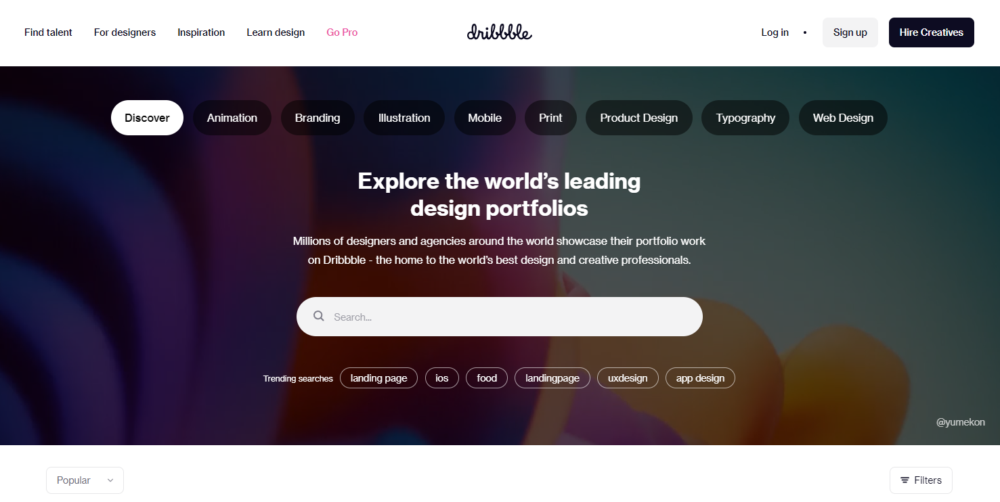 Find talent For designers Inspiration Learn design Go Pro dribbble Log in • Sign up Hire Creatives
Discover Animation Branding Illustration Mobile Print Product Design Typography Web Design
Explore the world’s leading
design portfolios
Millions of designers and agencies around the world showcase their portfolio work
on Dribbble - the home to the world’s best design and creative professionals.
Search...
Trending searches landing page ios food landingpage uxdesign app design
@yumekon
Popular Filters